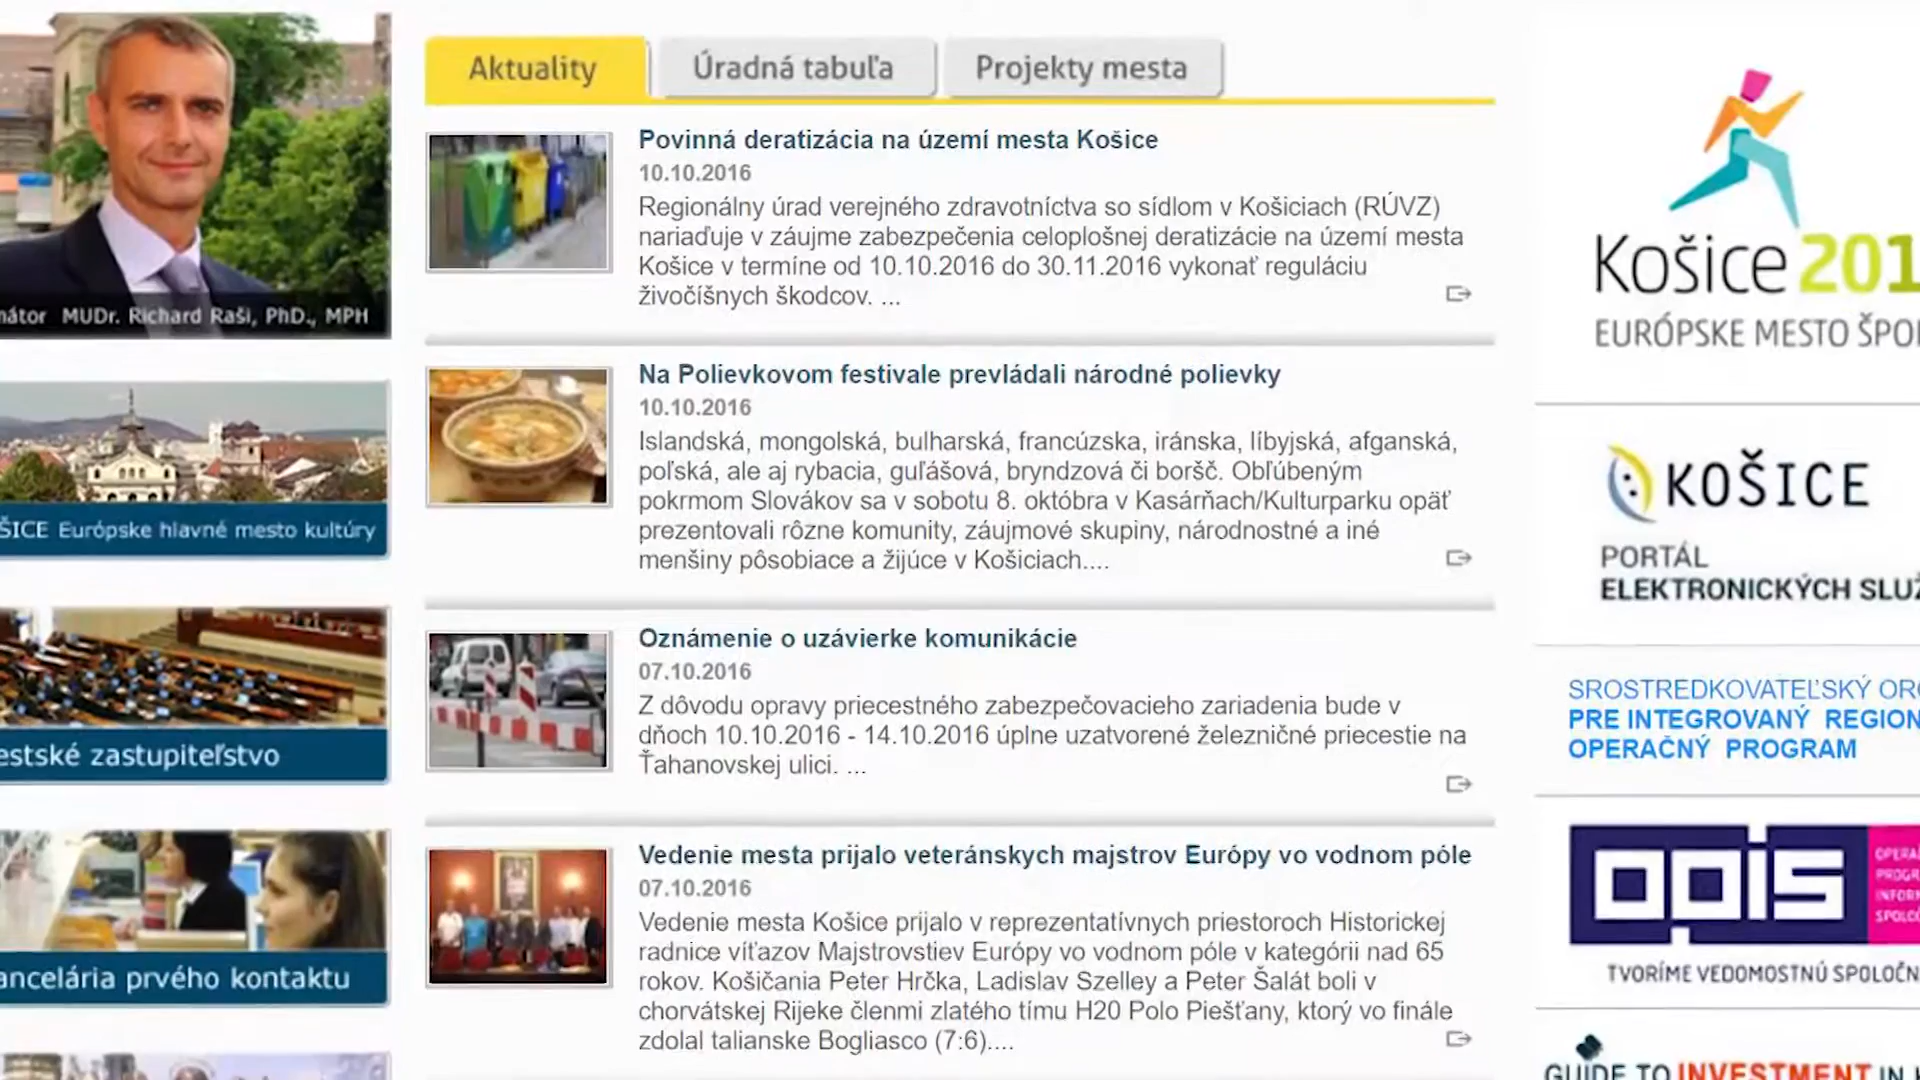 Aktuality
Úradná tabuľa
Projekty mesta
MUDr. Richard Raši, PhD., MPH
Európske hlavné mesto kultúry
zastupiteľstvo
prvého kontaktu
Povinná deratizácia na území mesta Košice
10.10.2016
Regionálny úrad verejného zdravotníctva so sídlom v Košiciach (RÚVZ)
nariaďuje v záujme zabezpečenia celoplošnej deratizácie na území mesta
Košice v termíne od 10.10.2016 do 30.11.2016 vykonať reguláciu
živočíšnych škodcov. ...
Na Polievkovom festivale prevládali národné polievky
10.10.2016
Islandská, mongolská, bulharská, francúzska, iránska, líbyjská, afganská,
poľská, ale aj rybacia, guľášová, bryndzová či boršč. Obľúbeným
pokrmom Slovákov sa v sobotu 8. októbra v Kasárňach/Kulturparku opäť
prezentovali rôzne komunity, záujmové skupiny, národnostné a iné
menšiny pôsobiace a žijúce v Košiciach....
Oznámenie o uzávierke komunikácie
07.10.2016
Z dôvodu opravy priecestného zabezpečovacieho zariadenia bude v
dňoch 10.10.2016 - 14.10.2016 úplne uzatvorené železničné priecestie na
Ťahanovskej ulici. ...
Vedenie mesta prijalo veteránskych majstrov Európy vo vodnom póle
07.10.2016
Vedenie mesta Košice prijalo v reprezentatívnych priestoroch Historickej
radnice víťazov Majstrovstiev Európy vo vodnom póle v kategórii nad 65
rokov. Košičania Peter Hrčka, Ladislav Szelley a Peter Šalát boli v
chorvátskej Rijeke členmi zlatého tímu H20 Polo Piešťany, ktorý vo finále
zdolal talianske Bogliasco (7:6)....
Košice 201
EURÓPSKE MESTO
KOŠICE
PORTÁL
ELEKTRONICKÝCH
SROSTREDKOVATEĽSKÝ
PRE INTEGROVANÝ REGION
OPERAČNÝ PROGRAM
opis
TVORÍME VEDOMOSTNÚ
GUIDE TO INVESTMENT IN